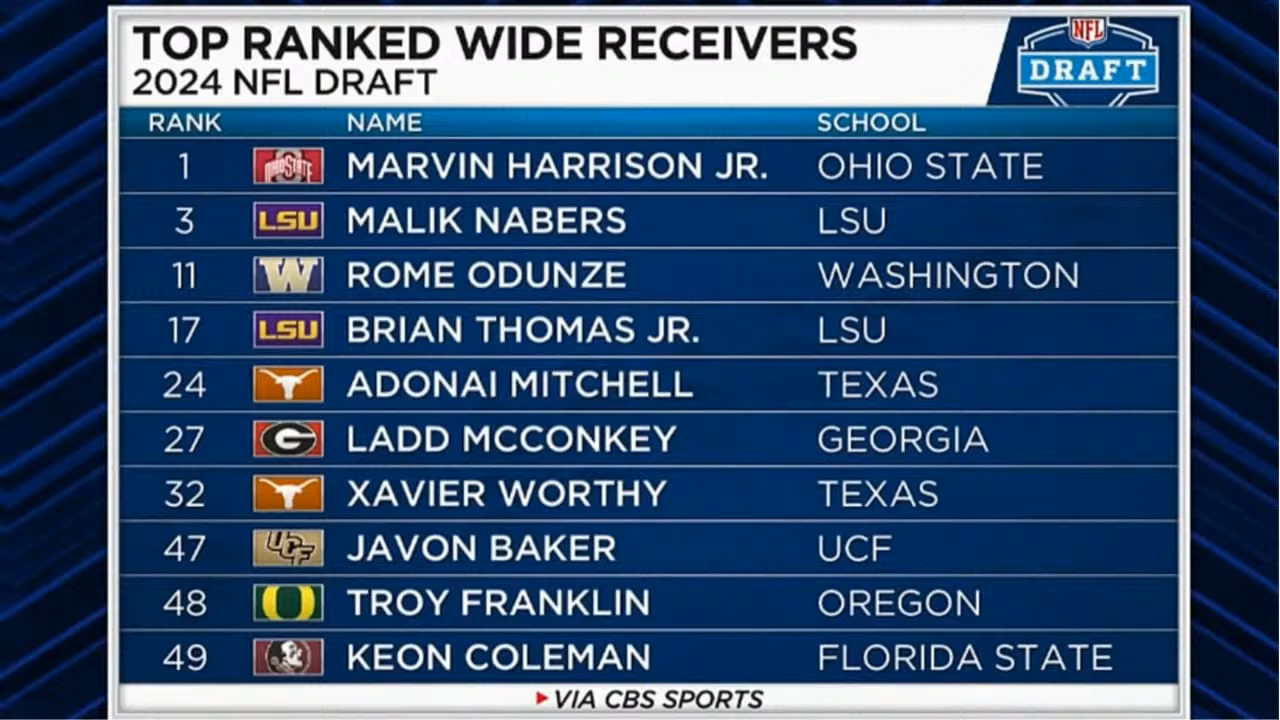 TOP RANKED WIDE RECEIVERS
2024 NFL DRAFT
NFL
DRAFT
RANK NAME SCHOOL
1 OHIO STATE MARVIN HARRISON JR. OHIO STATE
3 LSU MALIK NABERS LSU
11 W ROME ODUNZE WASHINGTON
17 LSU BRIAN THOMAS JR. LSU
24 ADONAI MITCHELL TEXAS
27 G LADD MCCONKEY GEORGIA
32 XAVIER WORTHY TEXAS
47 UCF JAVON BAKER UCF
48 O TROY FRANKLIN OREGON
49 KEON COLEMAN FLORIDA STATE
VIA CBS SPORTS